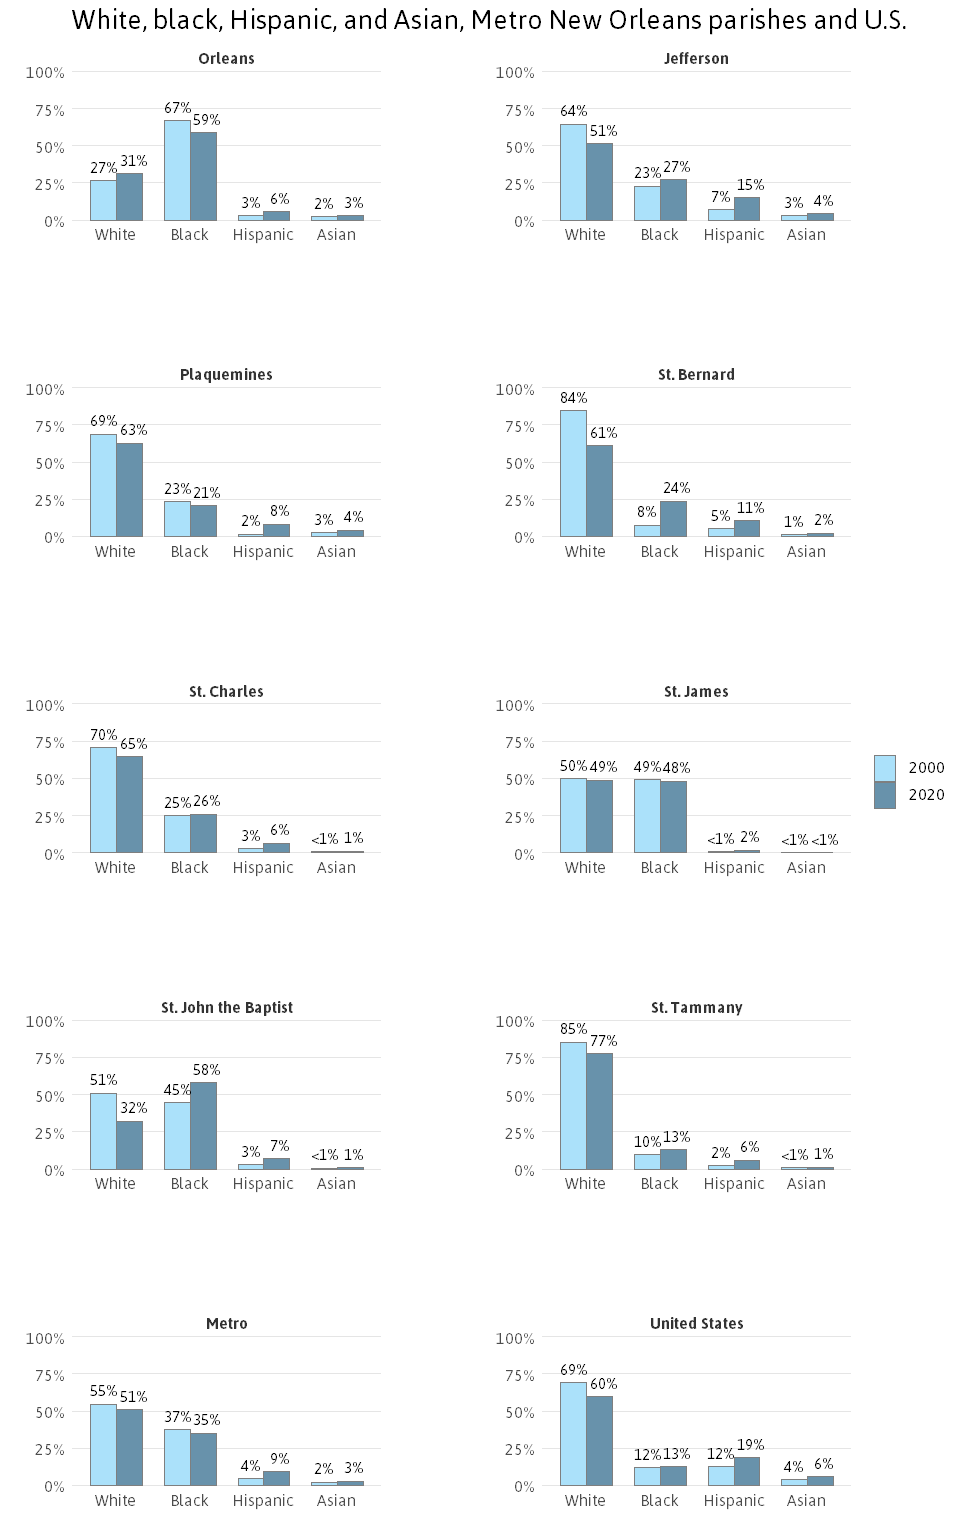 White, black, Hispanic, and Asian, Metro New Orleans parishes and U.S.
Orleans
100%
75%
50%
25%
0%
27% 31% 67% 59% 3% 6% 2% 3%
White Black Hispanic Asian
Jefferson
100%
75%
50%
25%
0%
64% 51% 23% 27% 7% 15% 3% 4%
White Black Hispanic Asian
Plaquemines
100%
75%
50%
25%
0%
69% 63% 23% 21% 2% 8% 3% 4%
White Black Hispanic Asian
St. Bernard
100%
75%
50%
25%
0%
84% 61% 8% 24% 5% 11% 1% 2%
White Black Hispanic Asian
St. Charles
100%
75%
50%
25%
0%
70% 65% 25% 26% 3% 6% <1% 1%
White Black Hispanic Asian
St. James
100%
75%
50%
25%
0%
50% 49% 49% 48% <1% 2% <1% <1%
White Black Hispanic Asian
2000
2020
St. John the Baptist
100%
75%
50%
25%
0%
51% 32% 45% 58% 3% 7% <1% 1%
White Black Hispanic Asian
St. Tammany
100%
75%
50%
25%
0%
85% 77% 10% 13% 2% 6% <1% 1%
White Black Hispanic Asian
Metro
100%
75%
50%
25%
0%
55% 51% 37% 35% 4% 9% 2% 3%
White Black Hispanic Asian
United States
100%
75%
50%
25%
0%
69% 60% 12% 13% 12% 19% 4% 6%
White Black Hispanic Asian